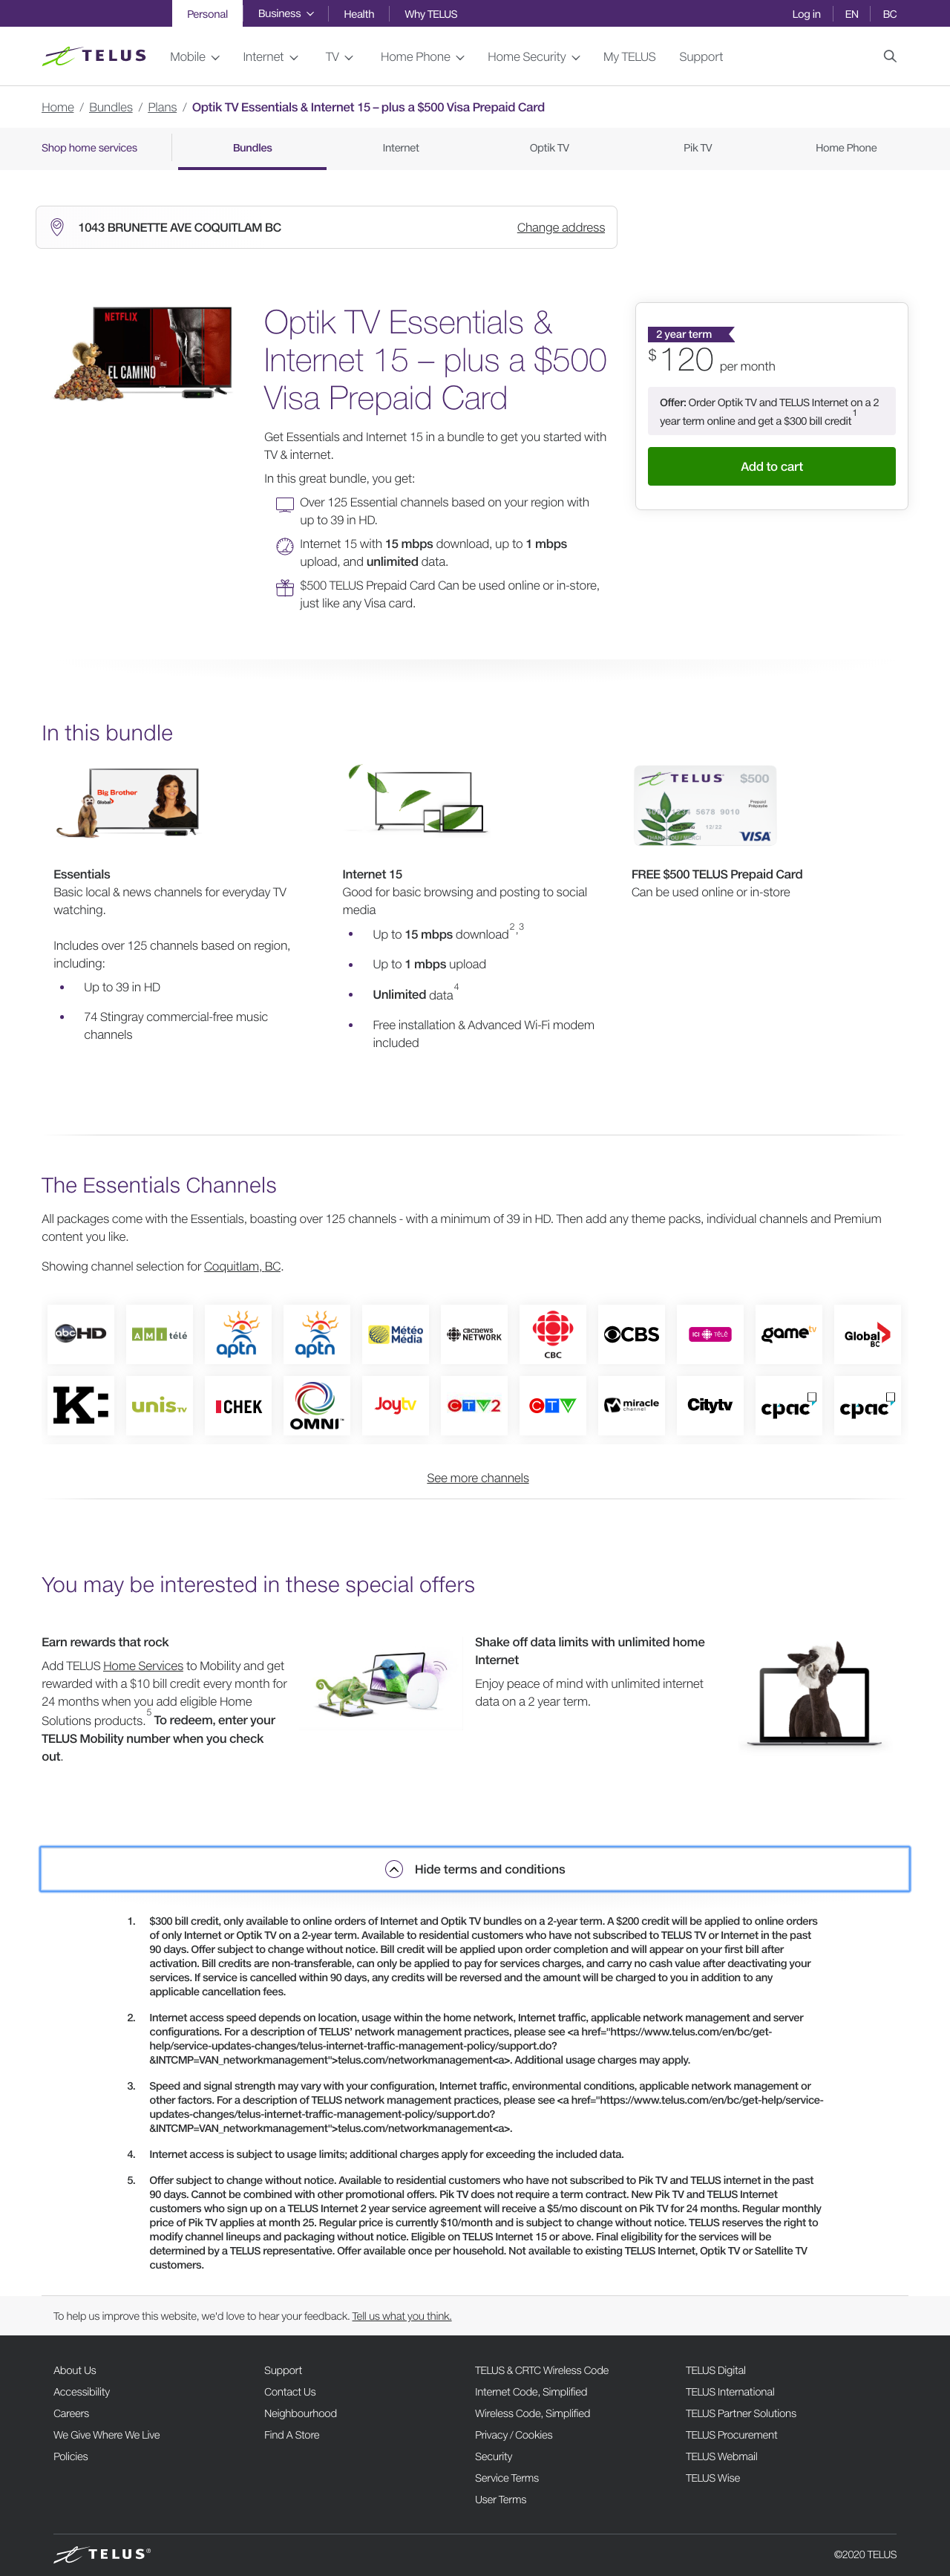 Personal Business Health Why TELUS Log in EN BC
TELUS Mobile Internet TV Home Phone Home Security My TELUS Support
Home / Bundles / Plans / Optik TV Essentials & Internet 15 – plus a $500 Visa Prepaid Card
Shop home services Bundles Internet Optik TV Pik TV Home Phone
1043 BRUNETTE AVE COQUITLAM BC Change address
NETFLIX
EL CAMINO
Optik TV Essentials &
Internet 15 – plus a $500
Visa Prepaid Card
Get Essentials and Internet 15 in a bundle to get you started with
TV & internet.
In this great bundle, you get:
Over 125 Essential channels based on your region with
up to 39 in HD.
Internet 15 with 15 mbps download, up to 1 mbps
upload, and unlimited data.
$500 TELUS Prepaid Card Can be used online or in-store,
just like any Visa card.
2 year term
$120 per month
Offer: Order Optik TV and TELUS Internet on a 2
year term online and get a $300 bill credit1
Add to cart
In this bundle
Big Brother
Global
TELUS $500
Prepaid
5678 9010
12/22
VISA
Essentials
Basic local & news channels for everyday TV
watching.
Includes over 125 channels based on region,
including:
• Up to 39 in HD
• 74 Stingray commercial-free music
channels
Internet 15
Good for basic browsing and posting to social
media
• Up to 15 mbps download2,3
• Up to 1 mbps upload
• Unlimited data4
• Free installation & Advanced Wi-Fi modem
included
FREE $500 TELUS Prepaid Card
Can be used online or in-store
The Essentials Channels
All packages come with the Essentials, boasting over 125 channels - with a minimum of 39 in HD. Then add any theme packs, individual channels and Premium
content you like.
Showing channel selection for Coquitlam, BC.
abc HD AMI télé aptn aptn Météo Média cbc news NETWORK CBC CBS ICI TÉLÉ game tv Global BC
K: unis TV CHEK OMNI Joytv CTV2 CTV miracle channel Citytv cpac cpac
See more channels
You may be interested in these special offers
Earn rewards that rock
Add TELUS Home Services to Mobility and get
rewarded with a $10 bill credit every month for
24 months when you add eligible Home
Solutions products.5 To redeem, enter your
TELUS Mobility number when you check
out.
Shake off data limits with unlimited home
Internet
Enjoy peace of mind with unlimited internet
data on a 2 year term.
Hide terms and conditions
1. $300 bill credit, only available to online orders of Internet and Optik TV bundles on a 2-year term. A $200 credit will be applied to online orders
of only Internet or Optik TV on a 2-year term. Available to residential customers who have not subscribed to TELUS TV or Internet in the past
90 days. Offer subject to change without notice. Bill credit will be applied upon order completion and will appear on your first bill after
activation. Bill credits are non-transferable, can only be applied to pay for services charges, and carry no cash value after deactivating your
services. If service is cancelled within 90 days, any credits will be reversed and the amount will be charged to you in addition to any
applicable cancellation fees.
2. Internet access speed depends on location, usage within the home network, Internet traffic, applicable network management and server
configurations. For a description of TELUS' network management practices, please see <a href="https://www.telus.com/en/bc/get-
help/service-updates-changes/telus-internet-traffic-management-policy/support.do?
&INTCMP=VAN_networkmanagement">telus.com/networkmanagement<a>. Additional usage charges may apply.
3. Speed and signal strength may vary with your configuration, Internet traffic, environmental conditions, applicable network management or
other factors. For a description of TELUS network management practices, please see <a href="https://www.telus.com/en/bc/get-help/service-
updates-changes/telus-internet-traffic-management-policy/support.do?
&INTCMP=VAN_networkmanagement">telus.com/networkmanagement<a>.
4. Internet access is subject to usage limits; additional charges apply for exceeding the included data.
5. Offer subject to change without notice. Available to residential customers who have not subscribed to Pik TV and TELUS internet in the past
90 days. Cannot be combined with other promotional offers. Pik TV does not require a term contract. New Pik TV and TELUS Internet
customers who sign up on a TELUS Internet 2 year service agreement will receive a $5/mo discount on Pik TV for 24 months. Regular monthly
price of Pik TV applies at month 25. Regular price is currently $10/month and is subject to change without notice. TELUS reserves the right to
modify channel lineups and packaging without notice. Eligible on TELUS Internet 15 or above. Final eligibility for the services will be
determined by a TELUS representative. Offer available once per household. Not available to existing TELUS Internet, Optik TV or Satellite TV
customers.
To help us improve this website, we'd love to hear your feedback. Tell us what you think.
About Us Support TELUS & CRTC Wireless Code TELUS Digital
Accessibility Contact Us Internet Code, Simplified TELUS International
Careers Neighbourhood Wireless Code, Simplified TELUS Partner Solutions
We Give Where We Live Find A Store Privacy / Cookies TELUS Procurement
Policies Security TELUS Webmail
Service Terms TELUS Wise
User Terms
TELUS® ©2020 TELUS